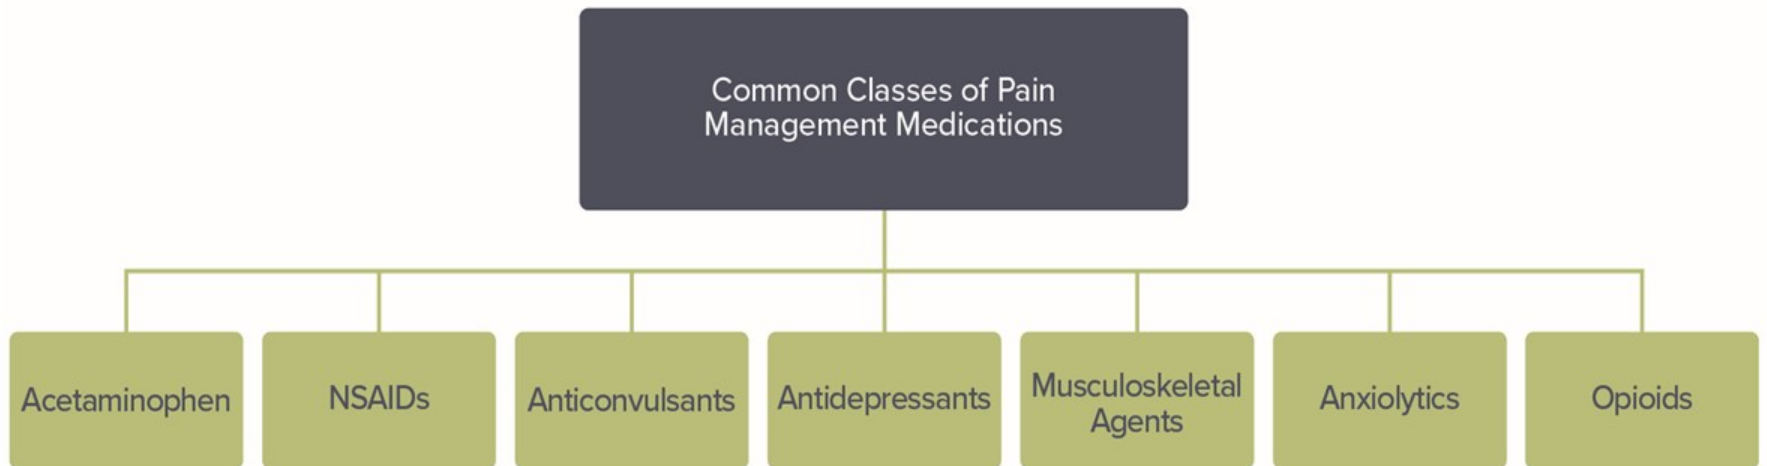 Common Classes of Pain
Management Medications
Acetaminophen
NSAIDs
Anticonvulsants
Antidepressants
Musculoskeletal
Agents
Anxiolytics
Opioids